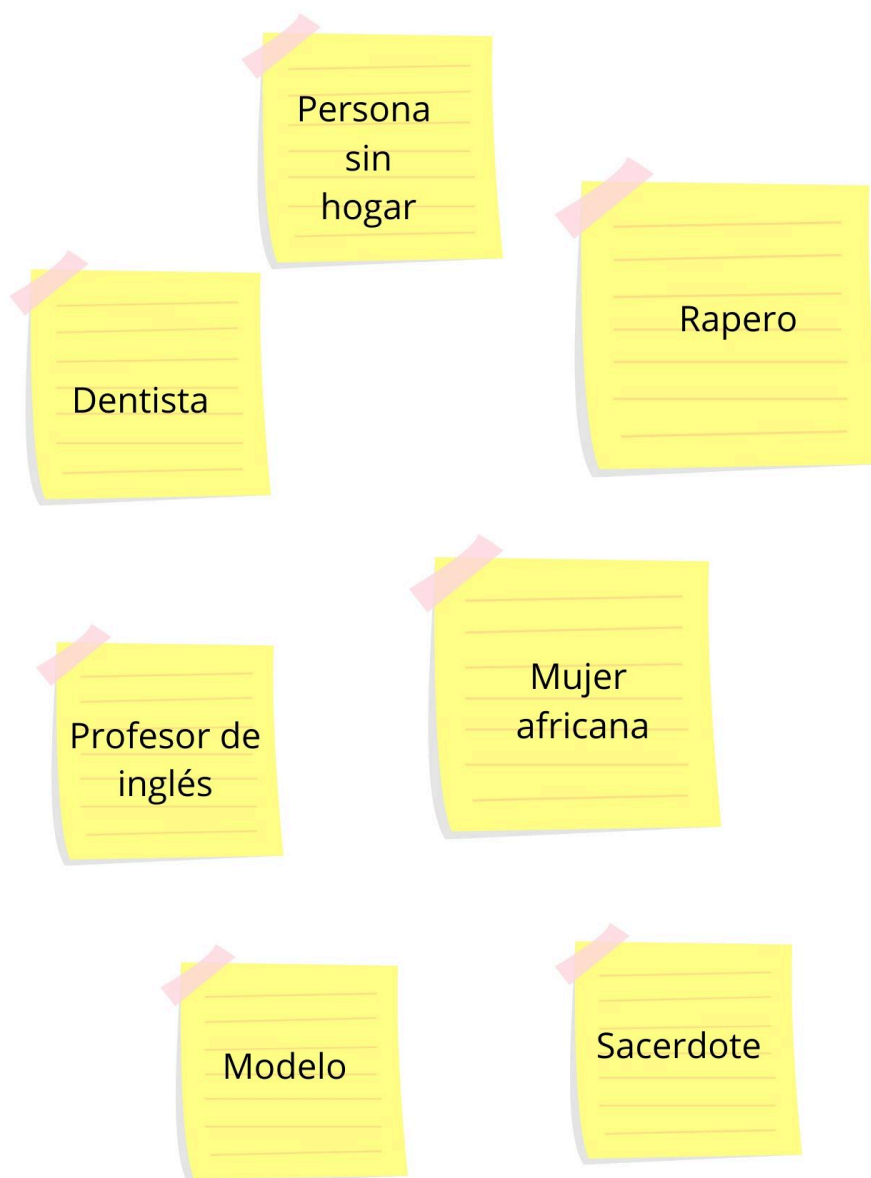 Persona
sin
hogar
Rapero
Dentista
Mujer
africana
Profesor de
inglés
Sacerdote
Modelo